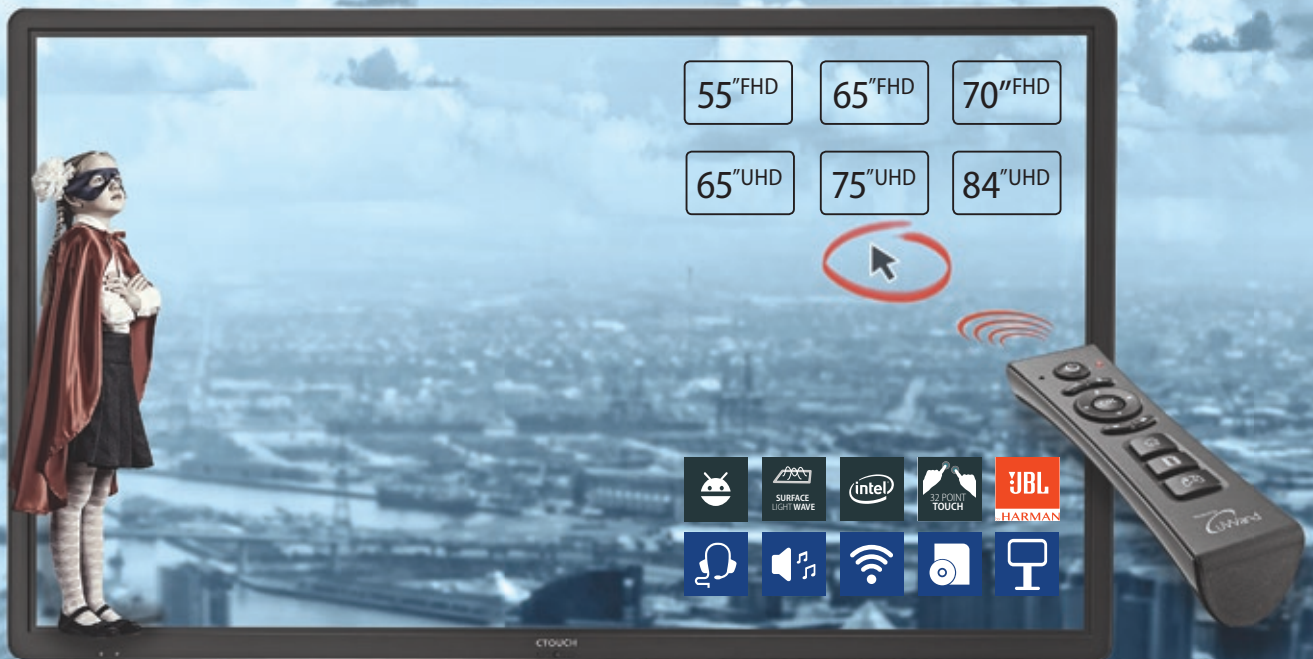 55"FHD
65"FHD
70"FHD
65"UHD
75"UHD
84"UHD
SURFACE
LIGHT WAVE
intel
32 POINT
TOUCH
JBL
HARMAN
uWand
CTOUCH